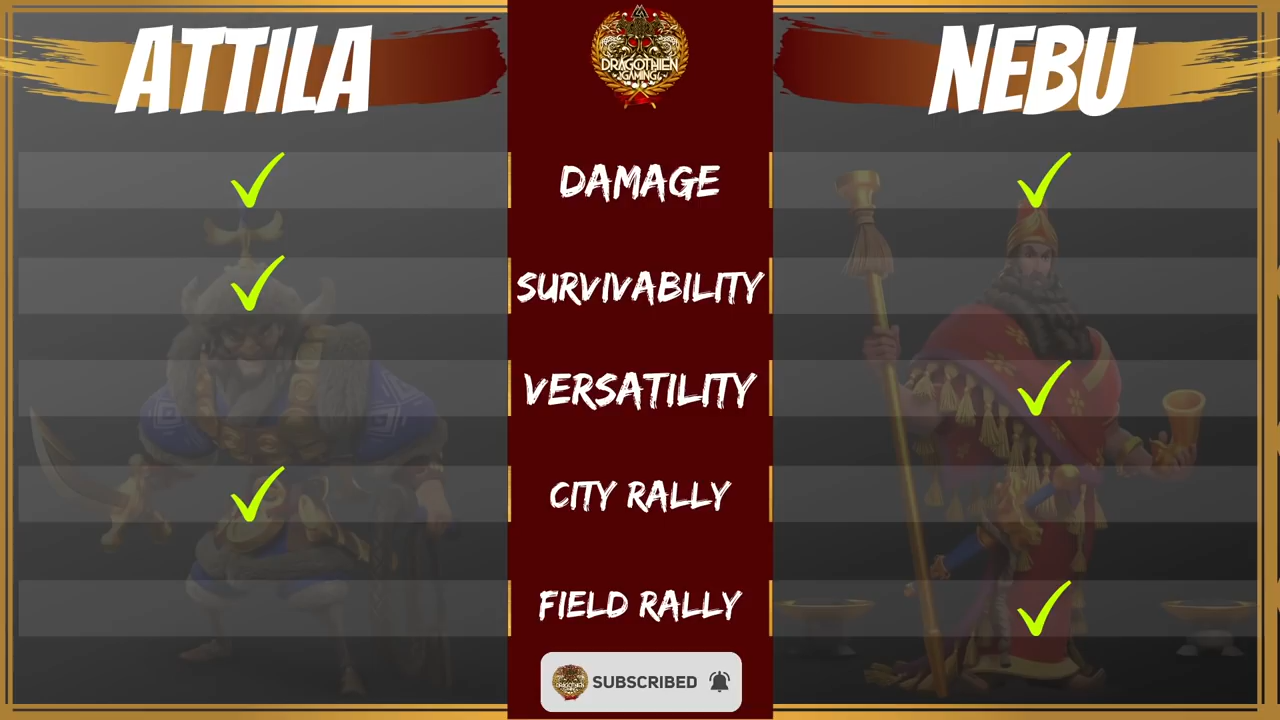 ATTILA
NEBU
DRAGOTHIEN
GAMING
DAMAGE
SURVIVABILITY
VERSATILITY
CITY RALLY
FIELD RALLY
SUBSCRIBED